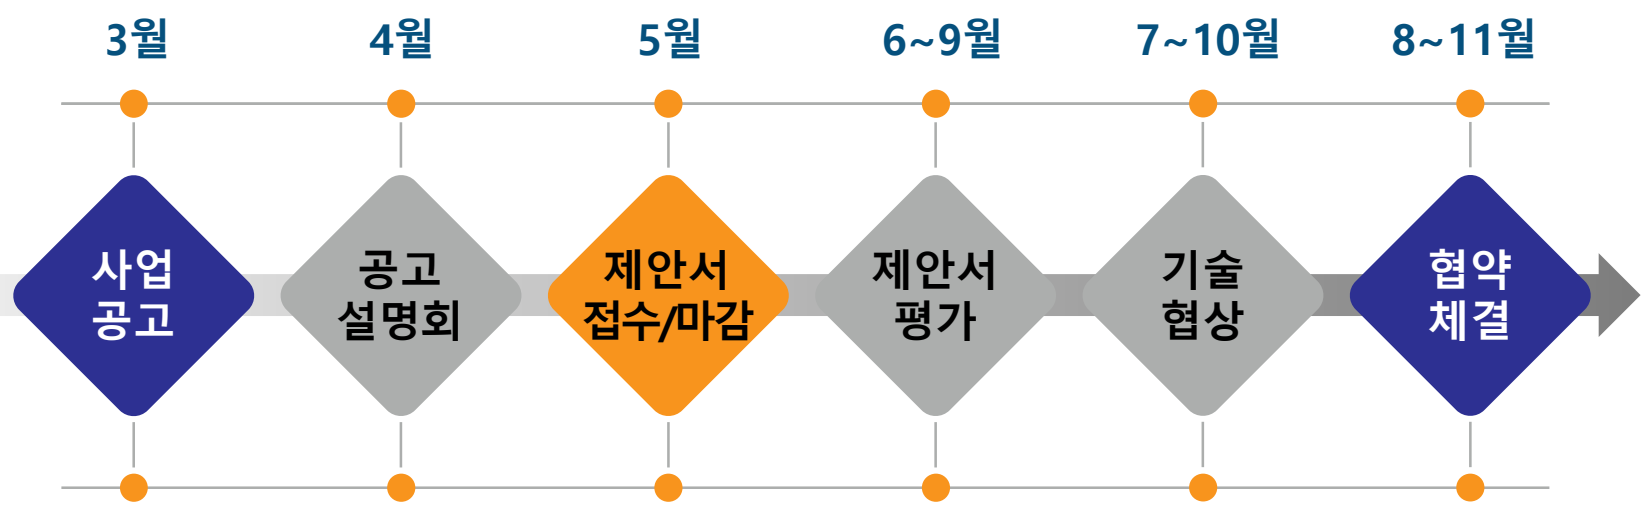 3월
4월
5월
6~9월
7~10월
8~11월
사업
공고
공고
설명회
제안서
접수/마감
제안서
평가
기술
협상
협약
체결